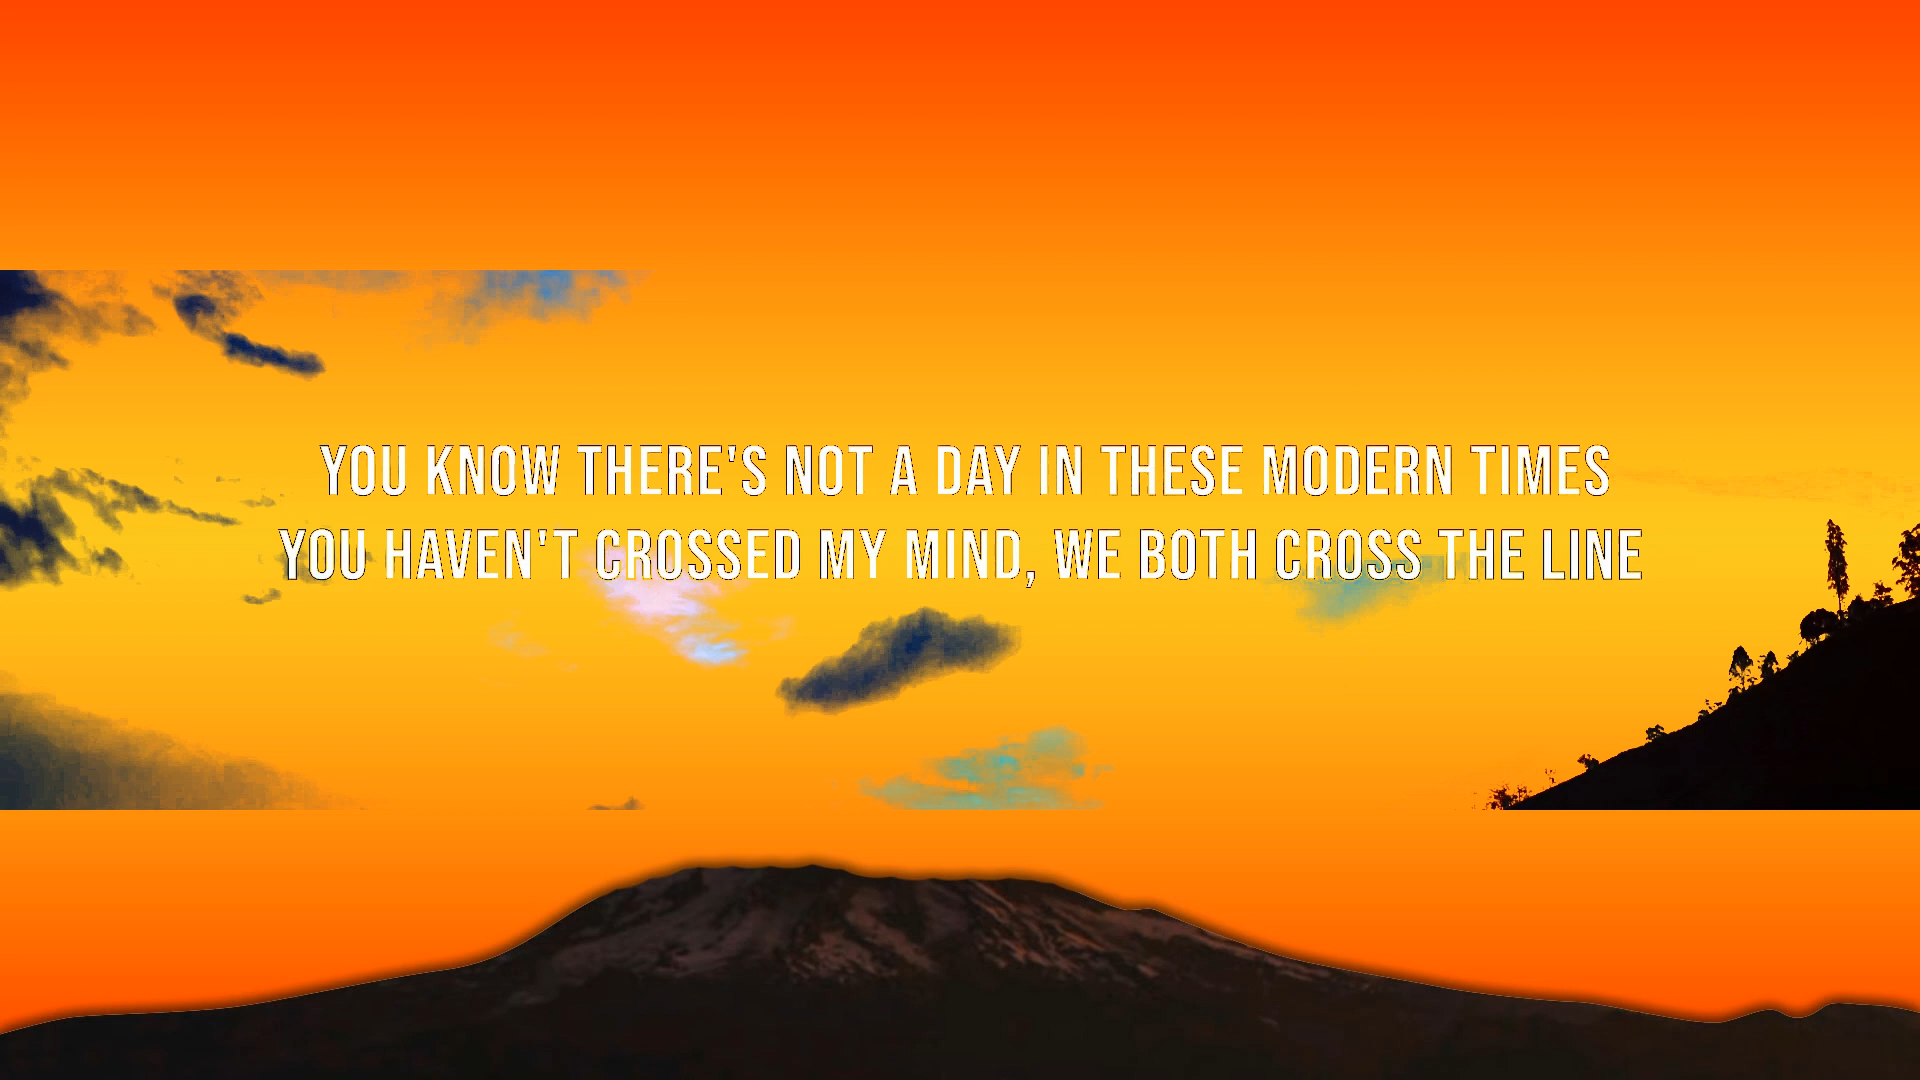 YOU KNOW THERE'S NOT A DAY IN THESE MODERN TIMES
YOU HAVEN'T CROSSED MY MIND, WE BOTH CROSS THE LINE